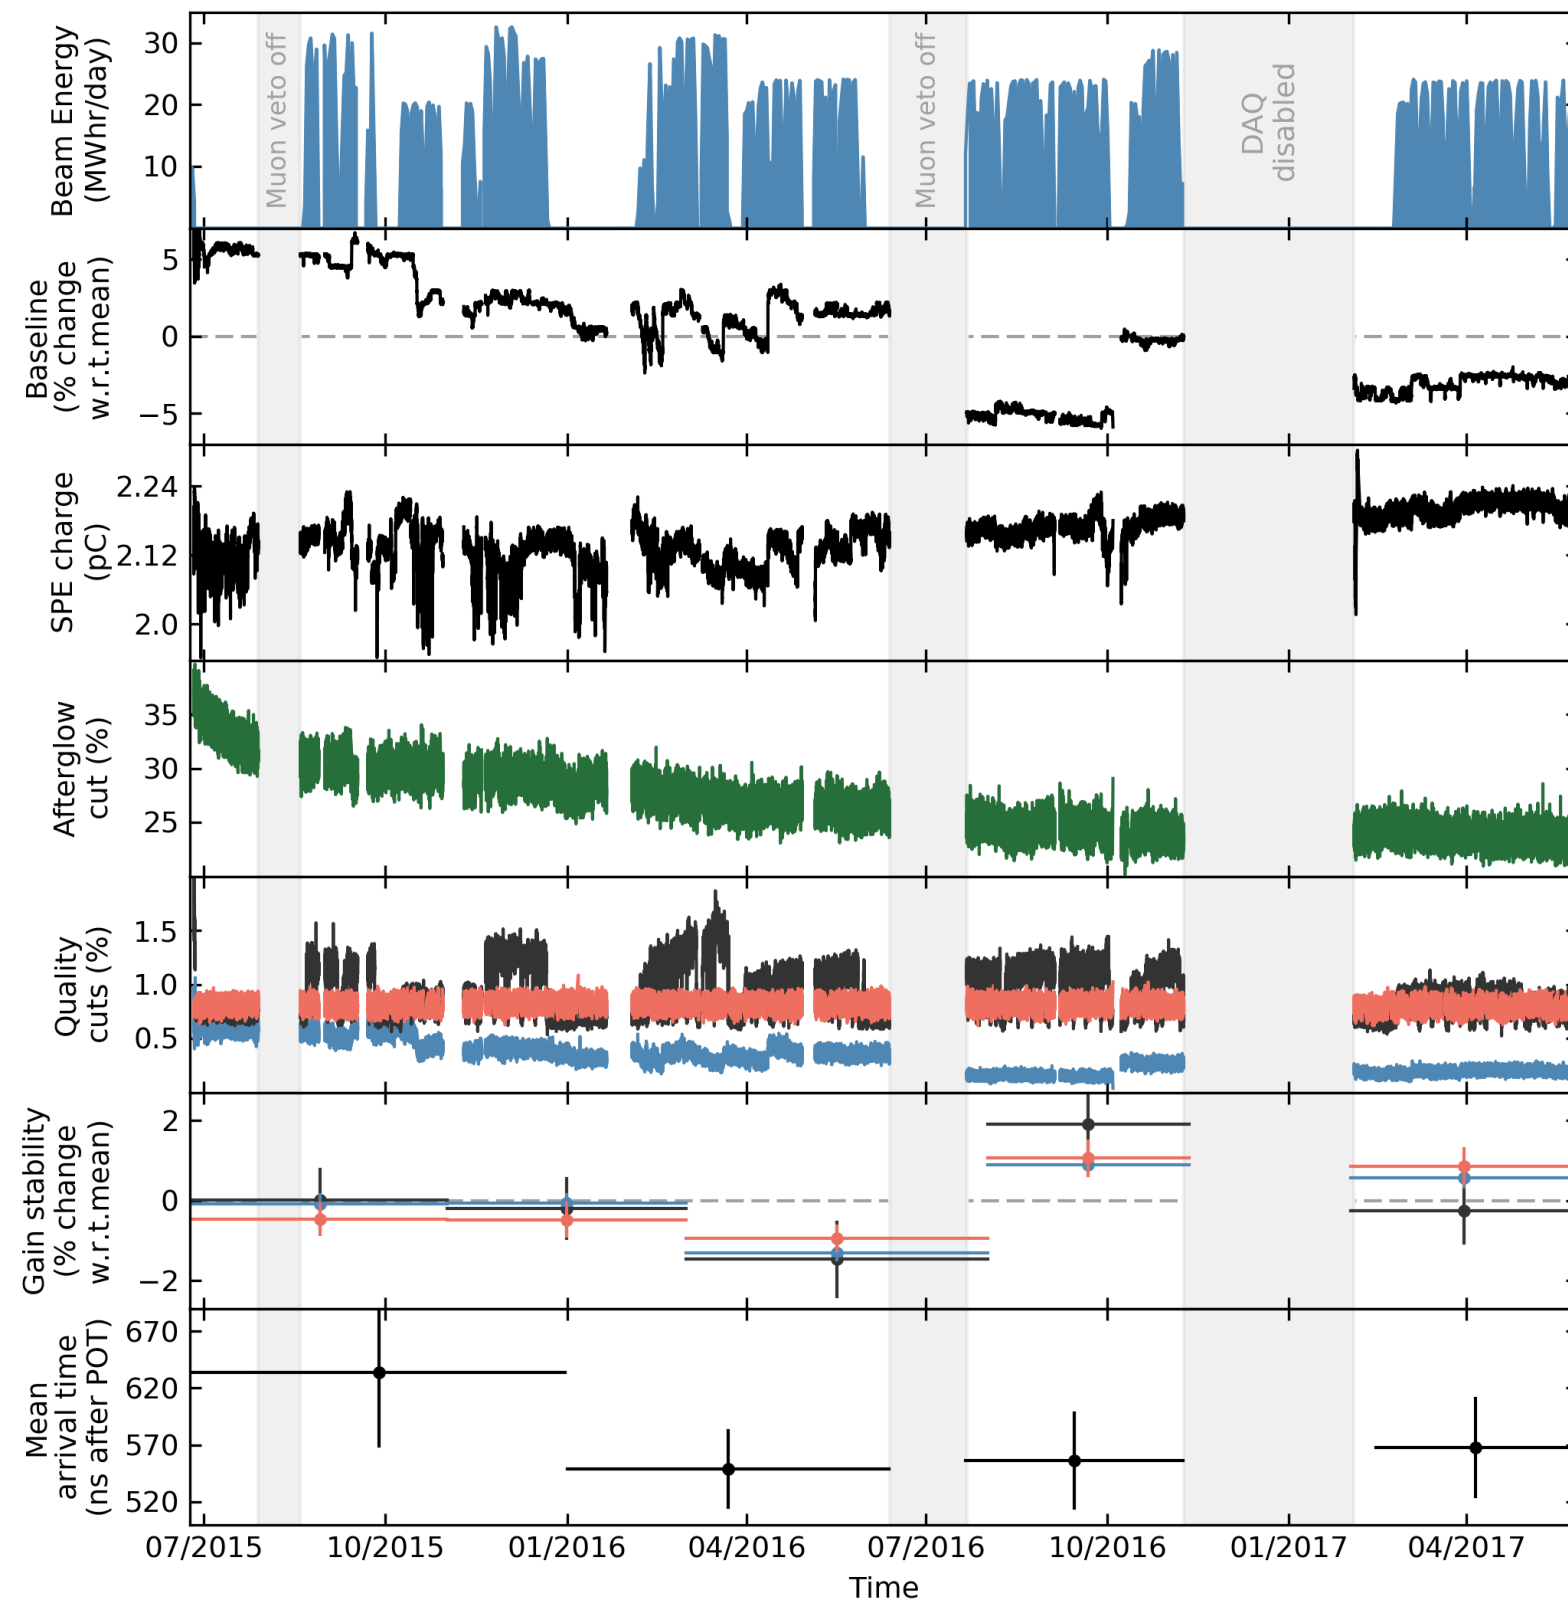 Beam Energy
(MWhr/day)
30
20
10
Muon veto off
Muon veto off
DAQ
disabled
Baseline
(% change
w.r.t.mean)
5
0
−5
SPE charge
(pC)
2.24
2.12
2.0
Afterglow
cut (%)
35
30
25
Quality
cuts (%)
1.5
1.0
0.5
Gain stability
(% change
w.r.t.mean)
2
0
−2
Mean
arrival time
(ns after POT)
670
620
570
520
07/2015 10/2015 01/2016 04/2016 07/2016 10/2016 01/2017 04/2017
Time